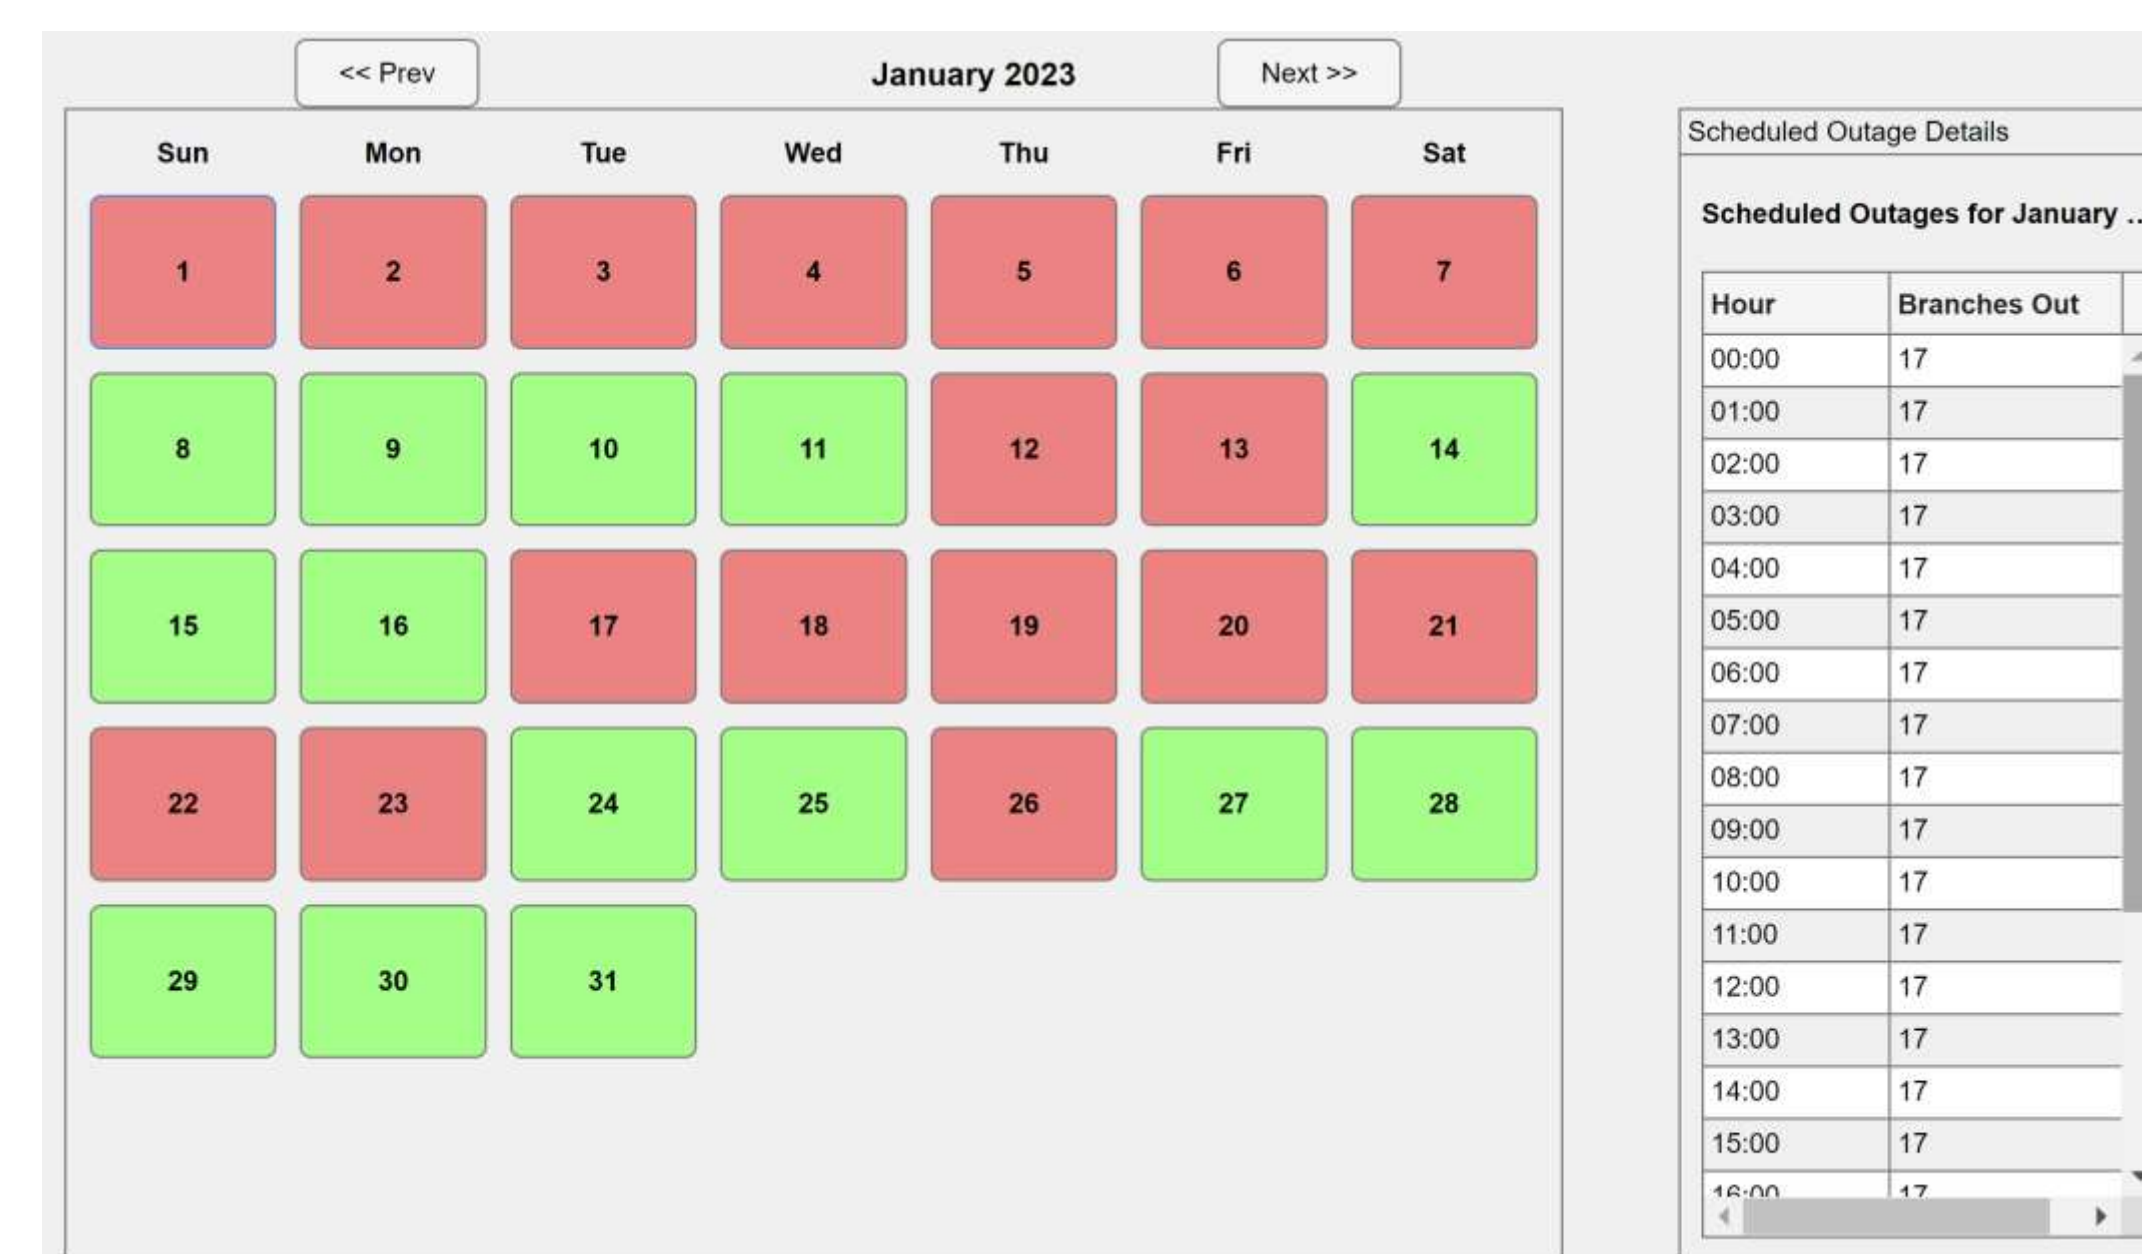 << Prev January 2023 Next >>
Sun Mon Tue Wed Thu Fri Sat
1 2 3 4 5 6 7
8 9 10 11 12 13 14
15 16 17 18 19 20 21
22 23 24 25 26 27 28
29 30 31
Scheduled Outage Details
Scheduled Outages for January ...
Hour Branches Out
00:00 17
01:00 17
02:00 17
03:00 17
04:00 17
05:00 17
06:00 17
07:00 17
08:00 17
09:00 17
10:00 17
11:00 17
12:00 17
13:00 17
14:00 17
15:00 17
16:00 17